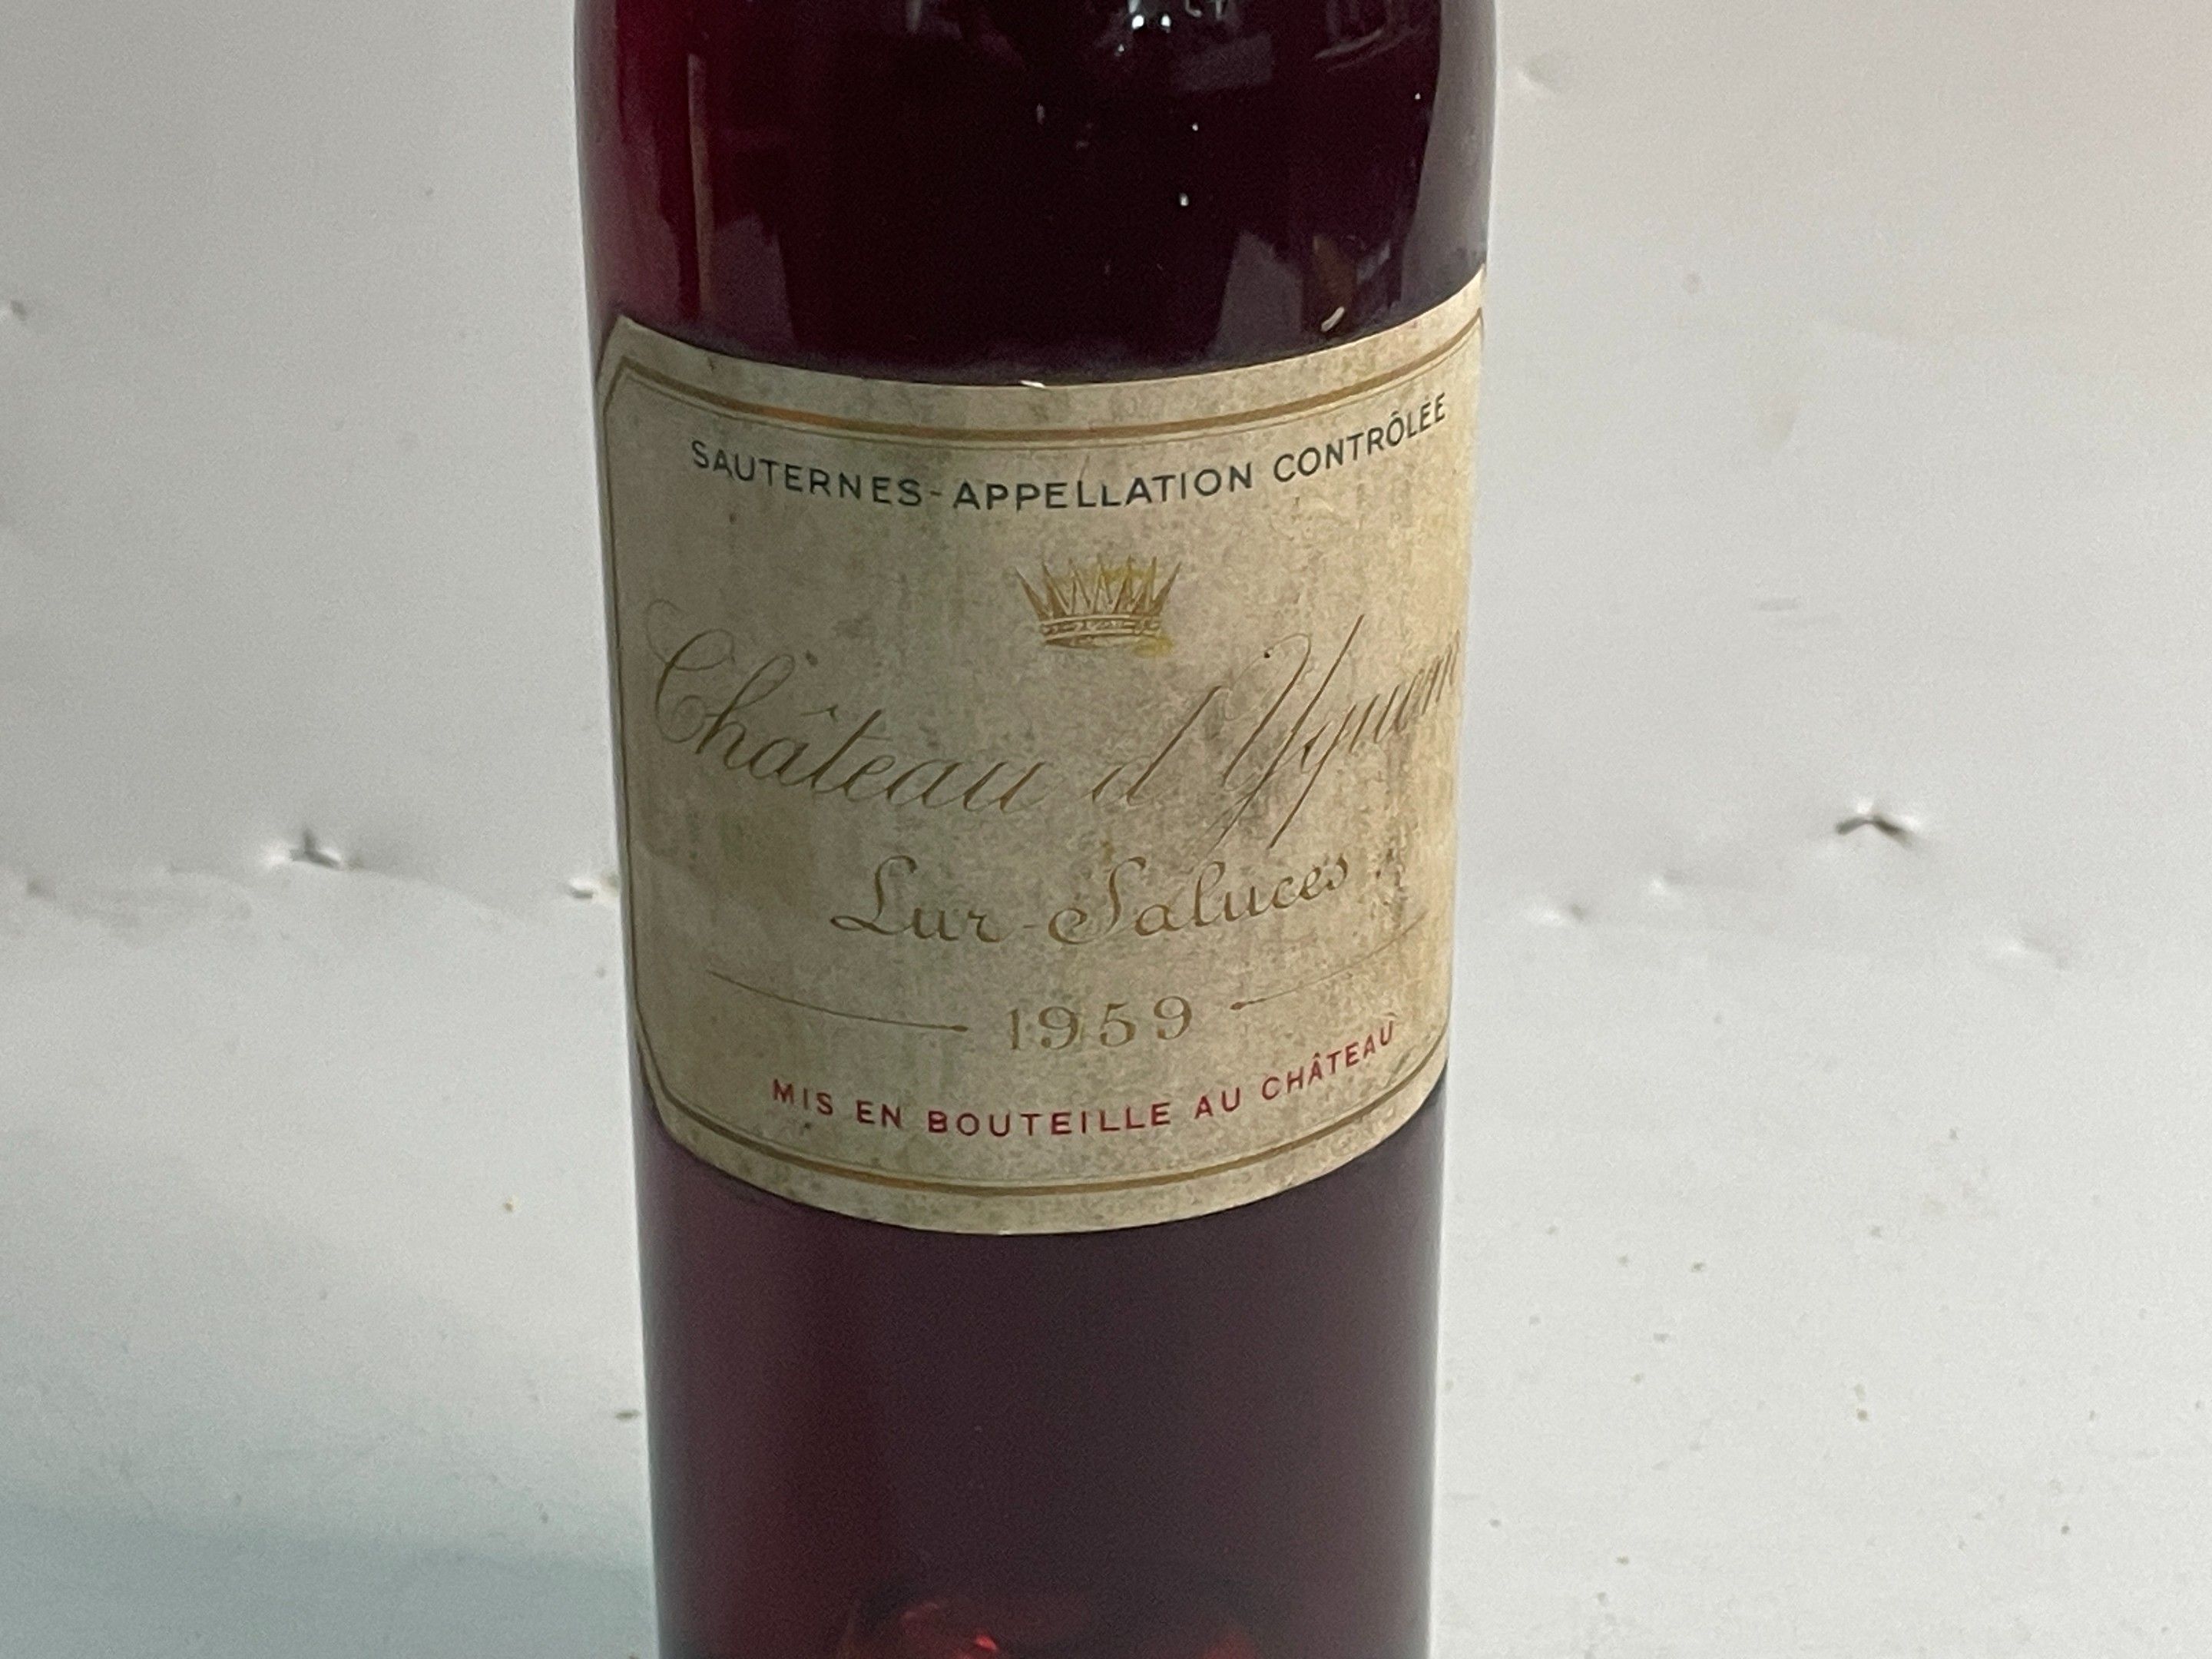 SAUTERNES-APPELLATION CONTRÔLÉE
Château d'Yquem
Lur-Saluces
1959
MIS EN BOUTEILLE AU CHÂTEAU